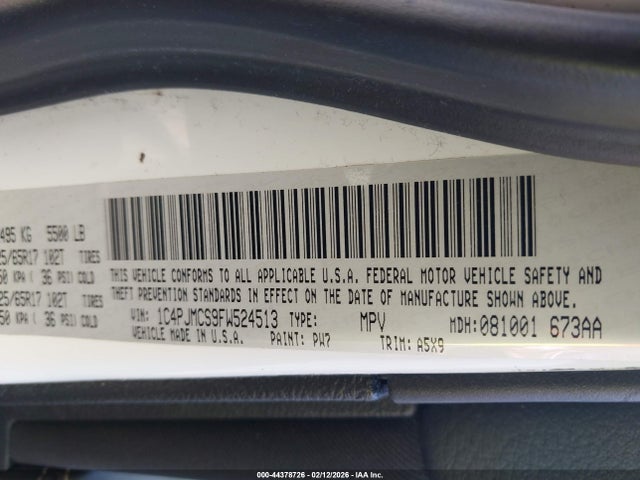 495 KG 5500 LB
5/65R17 102T TIRES
50 KPA ( 36 PSI) COLD
5/65R17 102T TIRES
50 KPA ( 36 PSI) COLD
THIS VEHICLE CONFORMS TO ALL APPLICABLE U.S.A. FEDERAL MOTOR VEHICLE SAFETY AND
THEFT PREVENTION STANDARDS IN EFFECT ON THE DATE OF MANUFACTURE SHOWN ABOVE.
VIN: 1C4PJMCS9FW524513 TYPE: MPV MDH: 081001 673AA
VEHICLE MADE IN U.S.A. PAINT: PW7 TRIM: A5X9
000-44378726 - 02/12/2026 - IAA Inc.